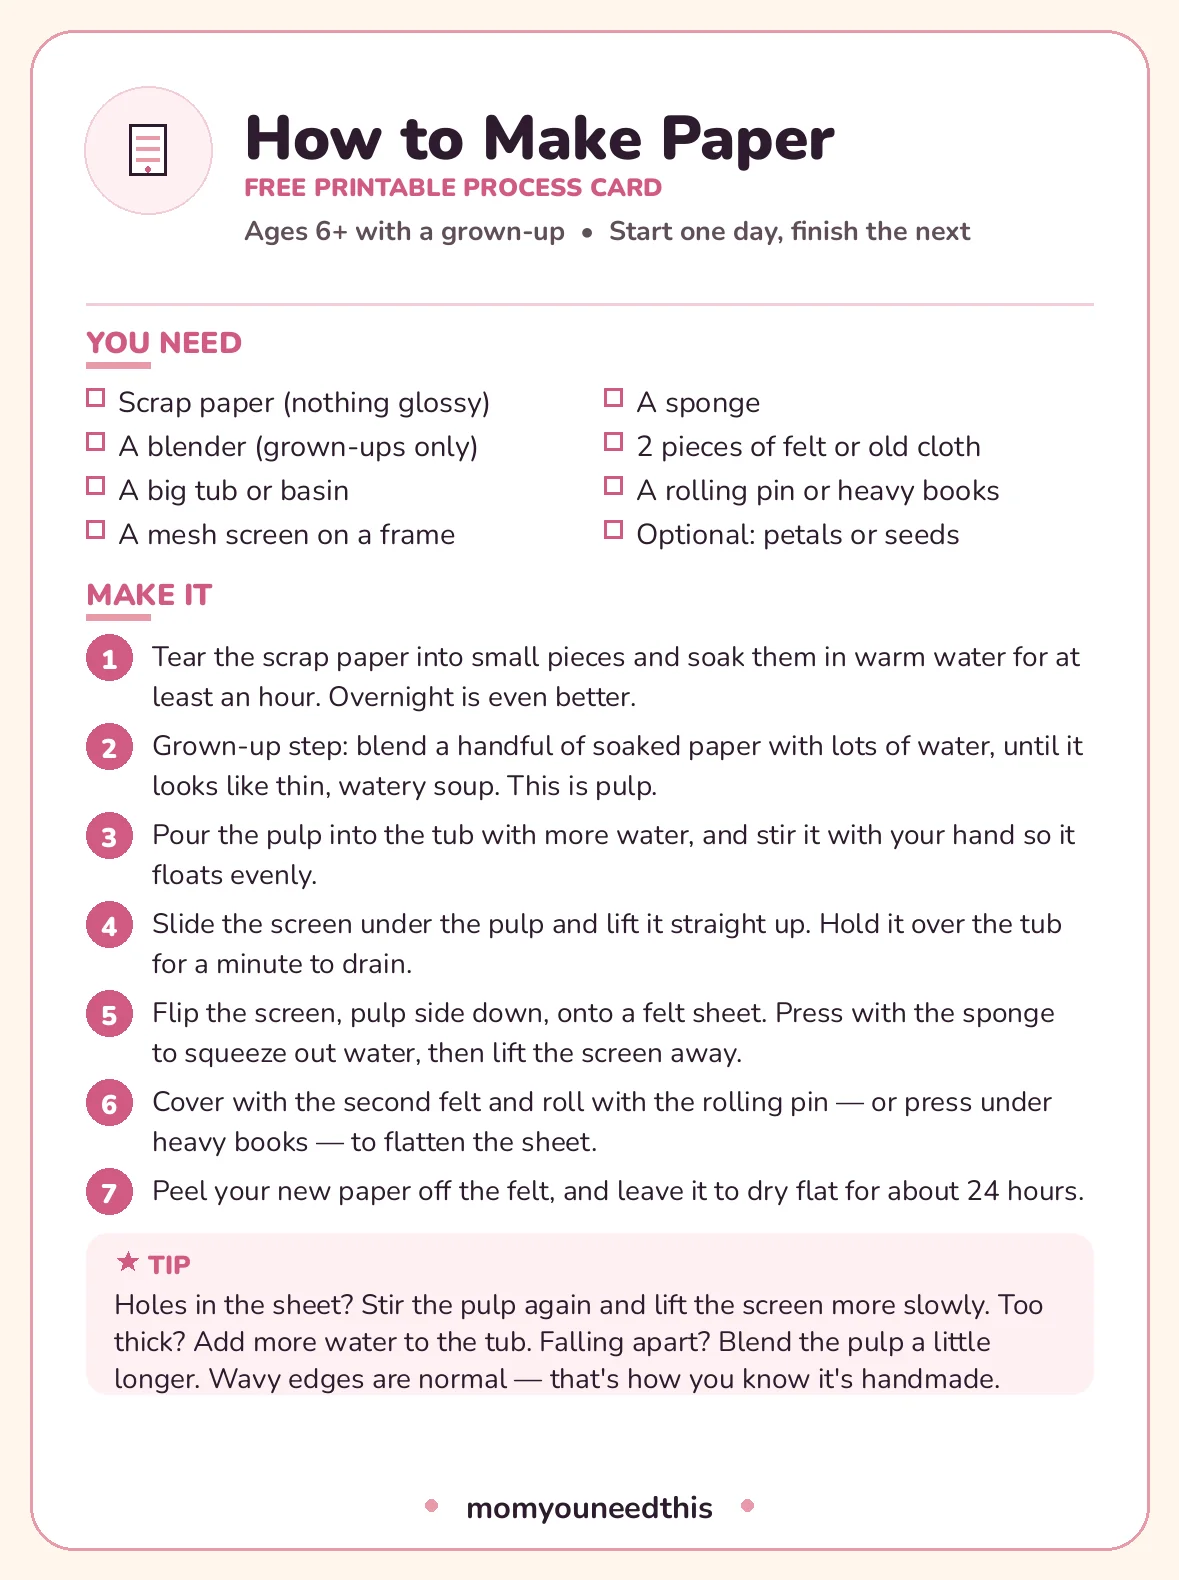 How to Make Paper
FREE PRINTABLE PROCESS CARD
Ages 6+ with a grown-up • Start one day, finish the next
YOU NEED
Scrap paper (nothing glossy)
A blender (grown-ups only)
A big tub or basin
A mesh screen on a frame
A sponge
2 pieces of felt or old cloth
A rolling pin or heavy books
Optional: petals or seeds
MAKE IT
1 Tear the scrap paper into small pieces and soak them in warm water for at
least an hour. Overnight is even better.
2 Grown-up step: blend a handful of soaked paper with lots of water, until it
looks like thin, watery soup. This is pulp.
3 Pour the pulp into the tub with more water, and stir it with your hand so it
floats evenly.
4 Slide the screen under the pulp and lift it straight up. Hold it over the tub
for a minute to drain.
5 Flip the screen, pulp side down, onto a felt sheet. Press with the sponge
to squeeze out water, then lift the screen away.
6 Cover with the second felt and roll with the rolling pin — or press under
heavy books — to flatten the sheet.
7 Peel your new paper off the felt, and leave it to dry flat for about 24 hours.
★ TIP
Holes in the sheet? Stir the pulp again and lift the screen more slowly. Too
thick? Add more water to the tub. Falling apart? Blend the pulp a little
longer. Wavy edges are normal — that's how you know it's handmade.
momyouneedthis